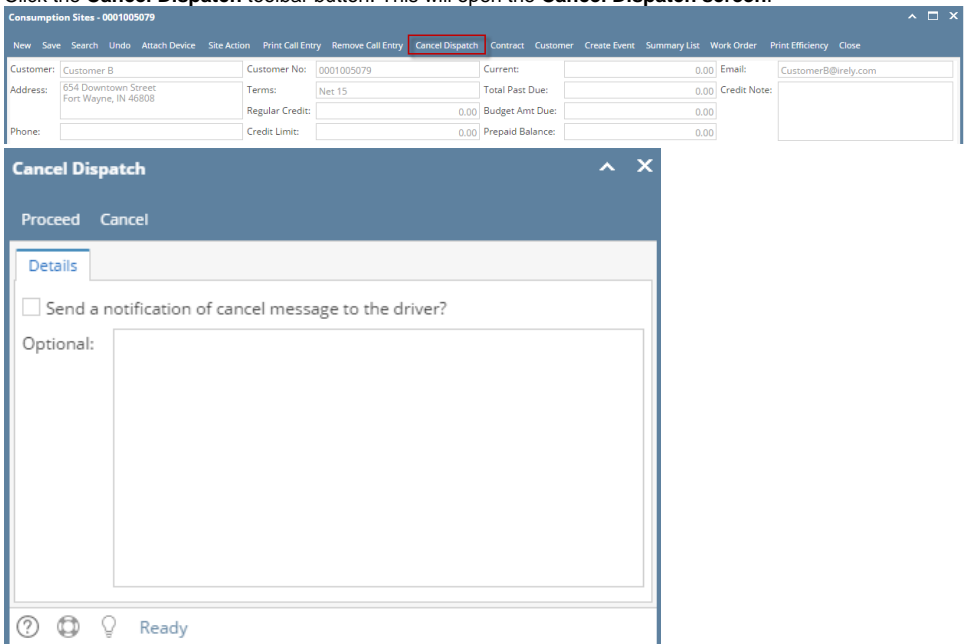 Click the Cancel Dispatch toolbar button. This will open the Cancel Dispatch screen.
Consumption Sites - 0001005079
New Save Search Undo Attach Device Site Action Print Call Entry Remove Call Entry Cancel Dispatch Contract Customer Create Event Summary List Work Order Print Efficiency Close
Customer: Customer B Customer No: 0001005079 Current: 0.00 Email: CustomerB@irely.com
Address: 654 Downtown Street Terms: Net 15 Total Past Due: 0.00 Credit Note:
Fort Wayne, IN 46808
Regular Credit: 0.00 Budget Amt Due: 0.00
Phone: Credit Limit: 0.00 Prepaid Balance: 0.00
Cancel Dispatch
Proceed Cancel
Details
Send a notification of cancel message to the driver?
Optional:
Ready